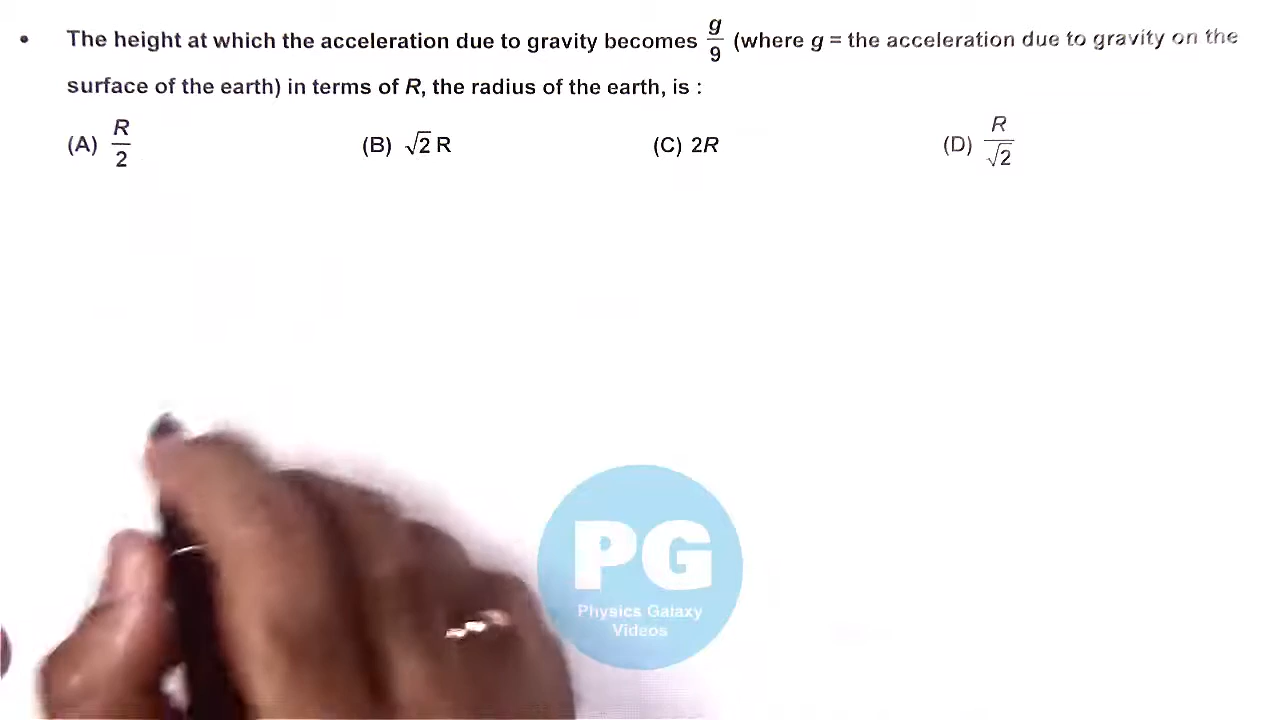 • The height at which the acceleration due to gravity becomes g/9 (where g = the acceleration due to gravity on the
surface of the earth) in terms of R, the radius of the earth, is :
(A) R/2 (B) √2 R (C) 2R (D) R/√2
PG
Physics Galaxy
Videos